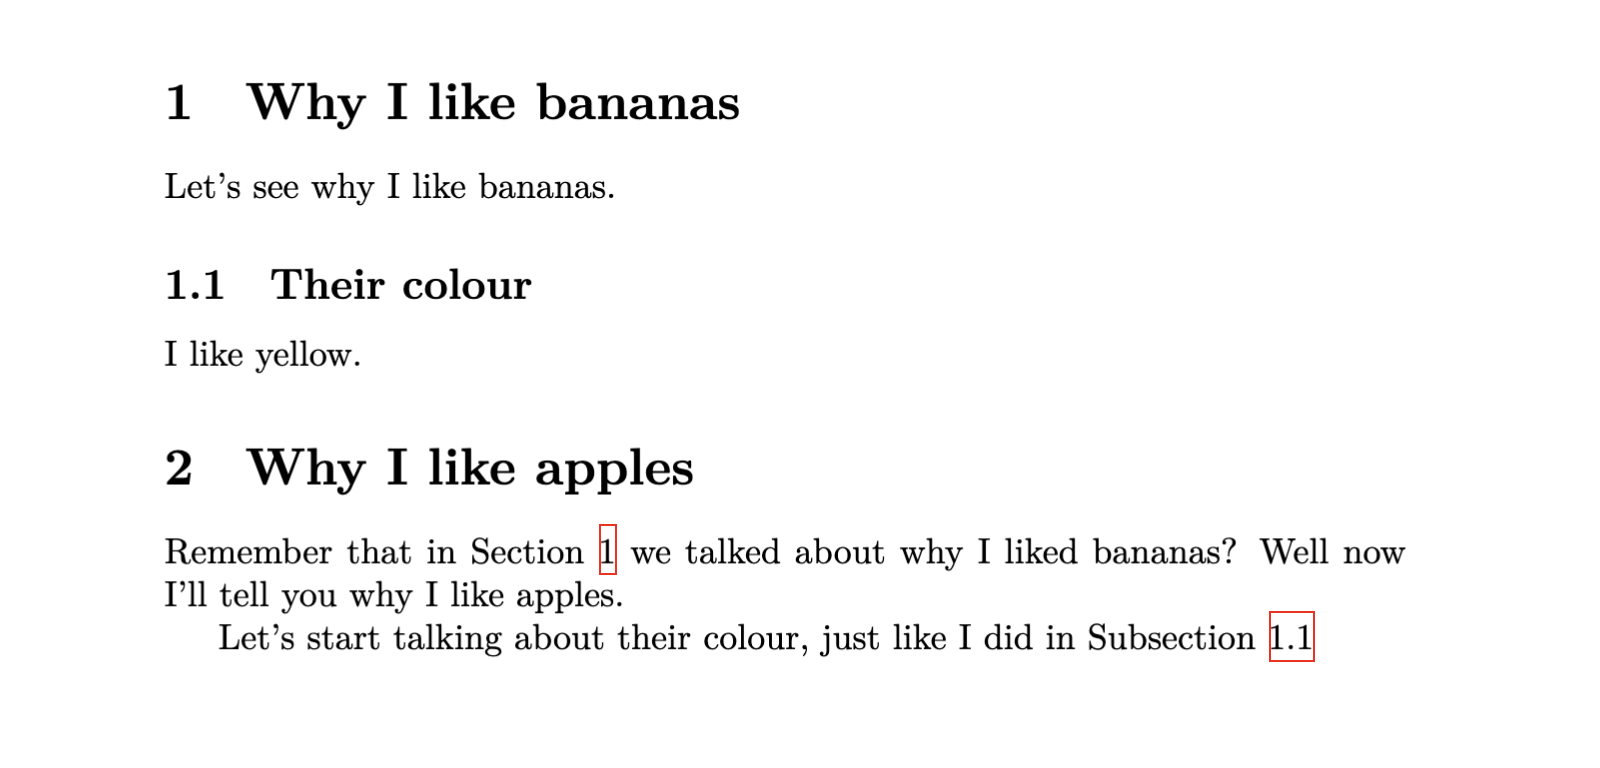 1 Why I like bananas
Let's see why I like bananas.
1.1 Their colour
I like yellow.
2 Why I like apples
Remember that in Section 1 we talked about why I liked bananas? Well now
I'll tell you why I like apples.
Let's start talking about their colour, just like I did in Subsection 1.1